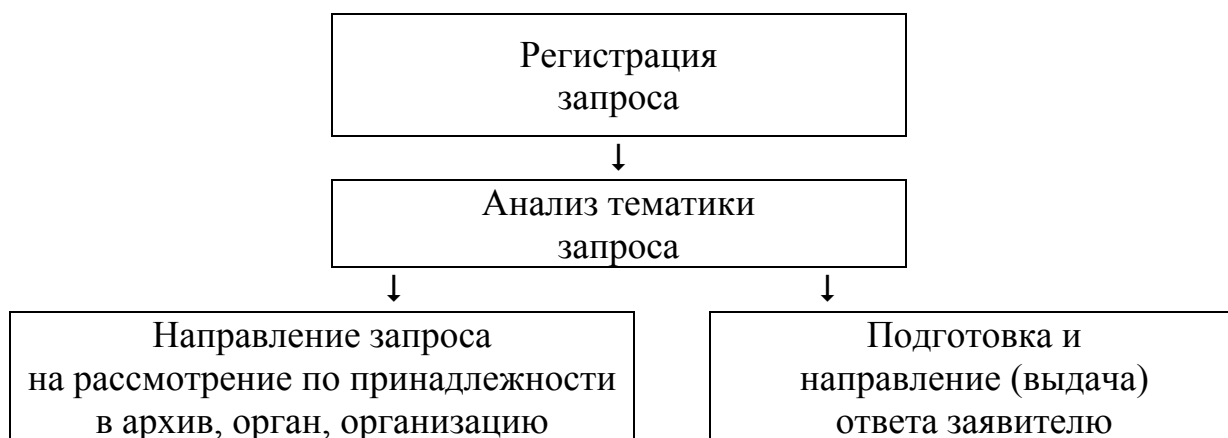 Регистрация
запроса
Анализ тематики
запроса
Направление запроса
на рассмотрение по принадлежности
в архив, орган, организацию
Подготовка и
направление (выдача)
ответа заявителю